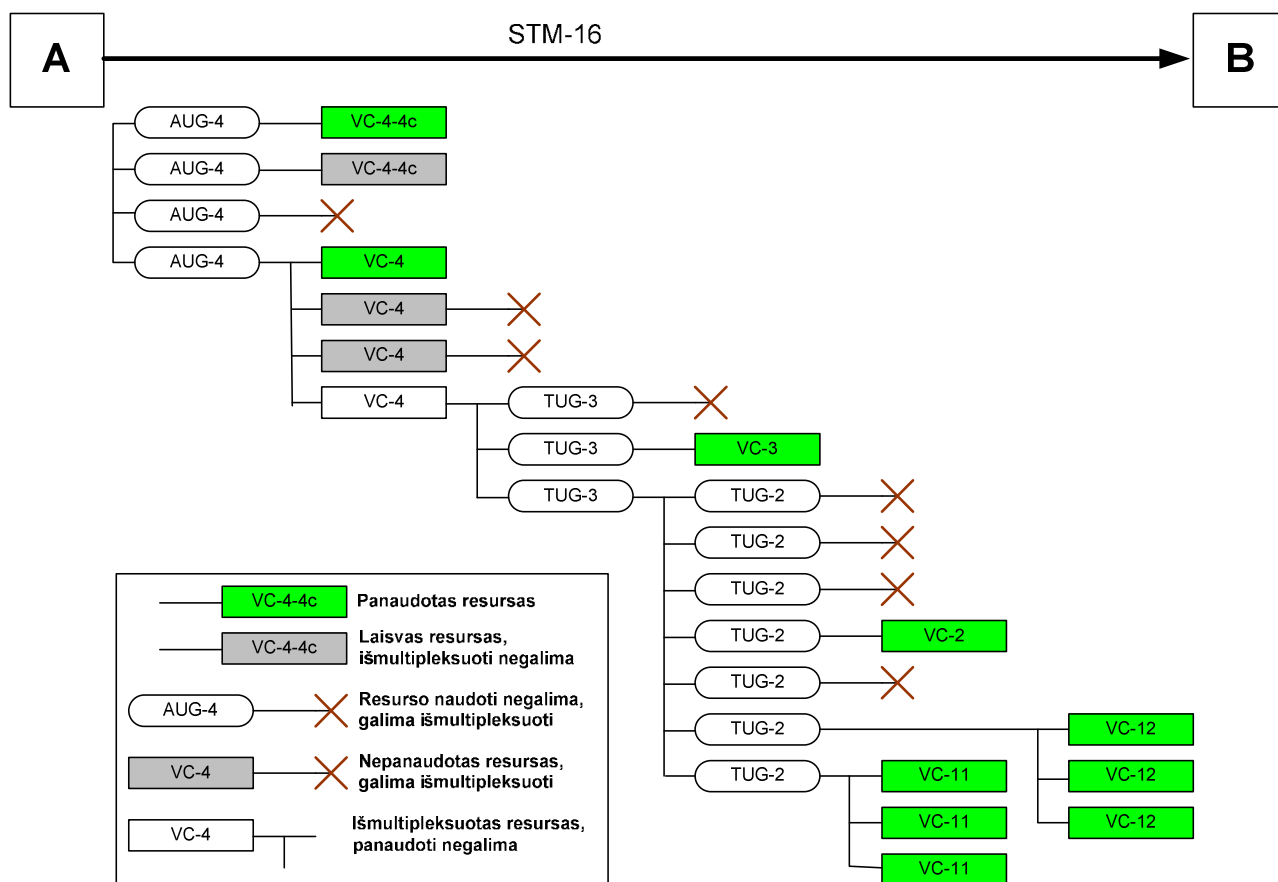 A STM-16 B
AUG-4 VC-4-4c
AUG-4 VC-4-4c
AUG-4
AUG-4 VC-4
VC-4
VC-4
VC-4 TUG-3
TUG-3 VC-3
TUG-3 TUG-2
TUG-2
TUG-2
TUG-2 VC-2
TUG-2
TUG-2 VC-12
TUG-2 VC-11 VC-12
VC-11 VC-12
VC-11
VC-4-4c Panaudotas resursas
VC-4-4c Laisvas resursas,
išmultipleksuoti negalima
AUG-4 Resurso naudoti negalima,
galima išmultipleksuoti
VC-4 Nepanaudotas resursas,
galima išmultipleksuoti
VC-4 Išmultipleksuotas resursas,
panaudoti negalima